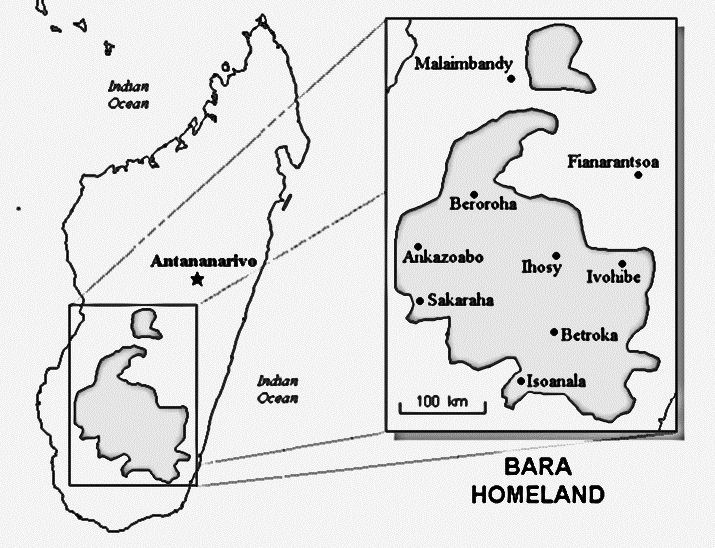 Indian
Ocean
Antananarivo
Indian
Ocean
Malaimbandy
Fianarantsoa
Beroroha
Ankazoabo
Ihosy
Ivohibe
Sakaraha
Betroka
Isoanala
100 km
BARA
HOMELAND